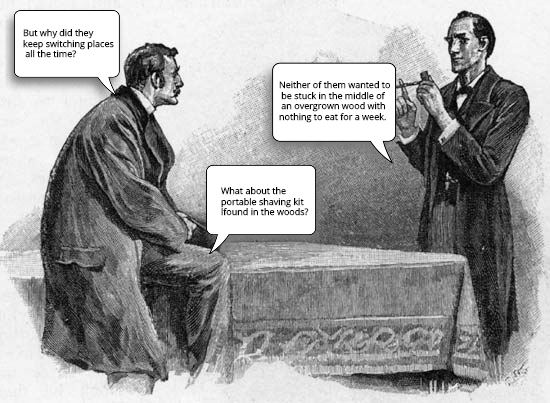 But why did they
keep switching places
all the time?
Neither of them wanted to
be stuck in the middle of
an overgrown wood with
nothing to eat for a week.
What about the
portable shaving kit
Ifound in the woods?